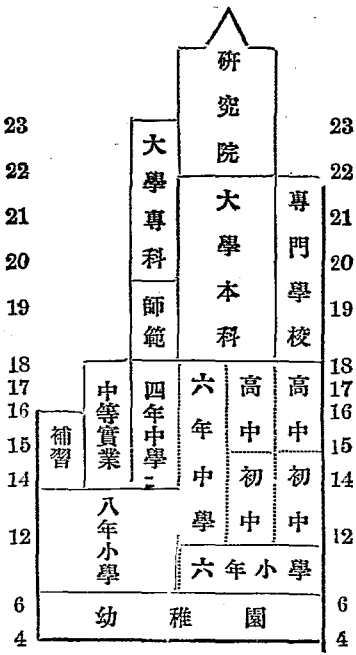 研究院
23 大學專科 23
22 大學本科 專門學校 22
21 21
20 20
19 師範 19
18 18
17 中等實業 四年中學 六年中學 高中 高中 17
16 補習 16
15 初中 初中 15
14 14
12 八年小學 12
六年小學
6 幼稚園 6
4 4